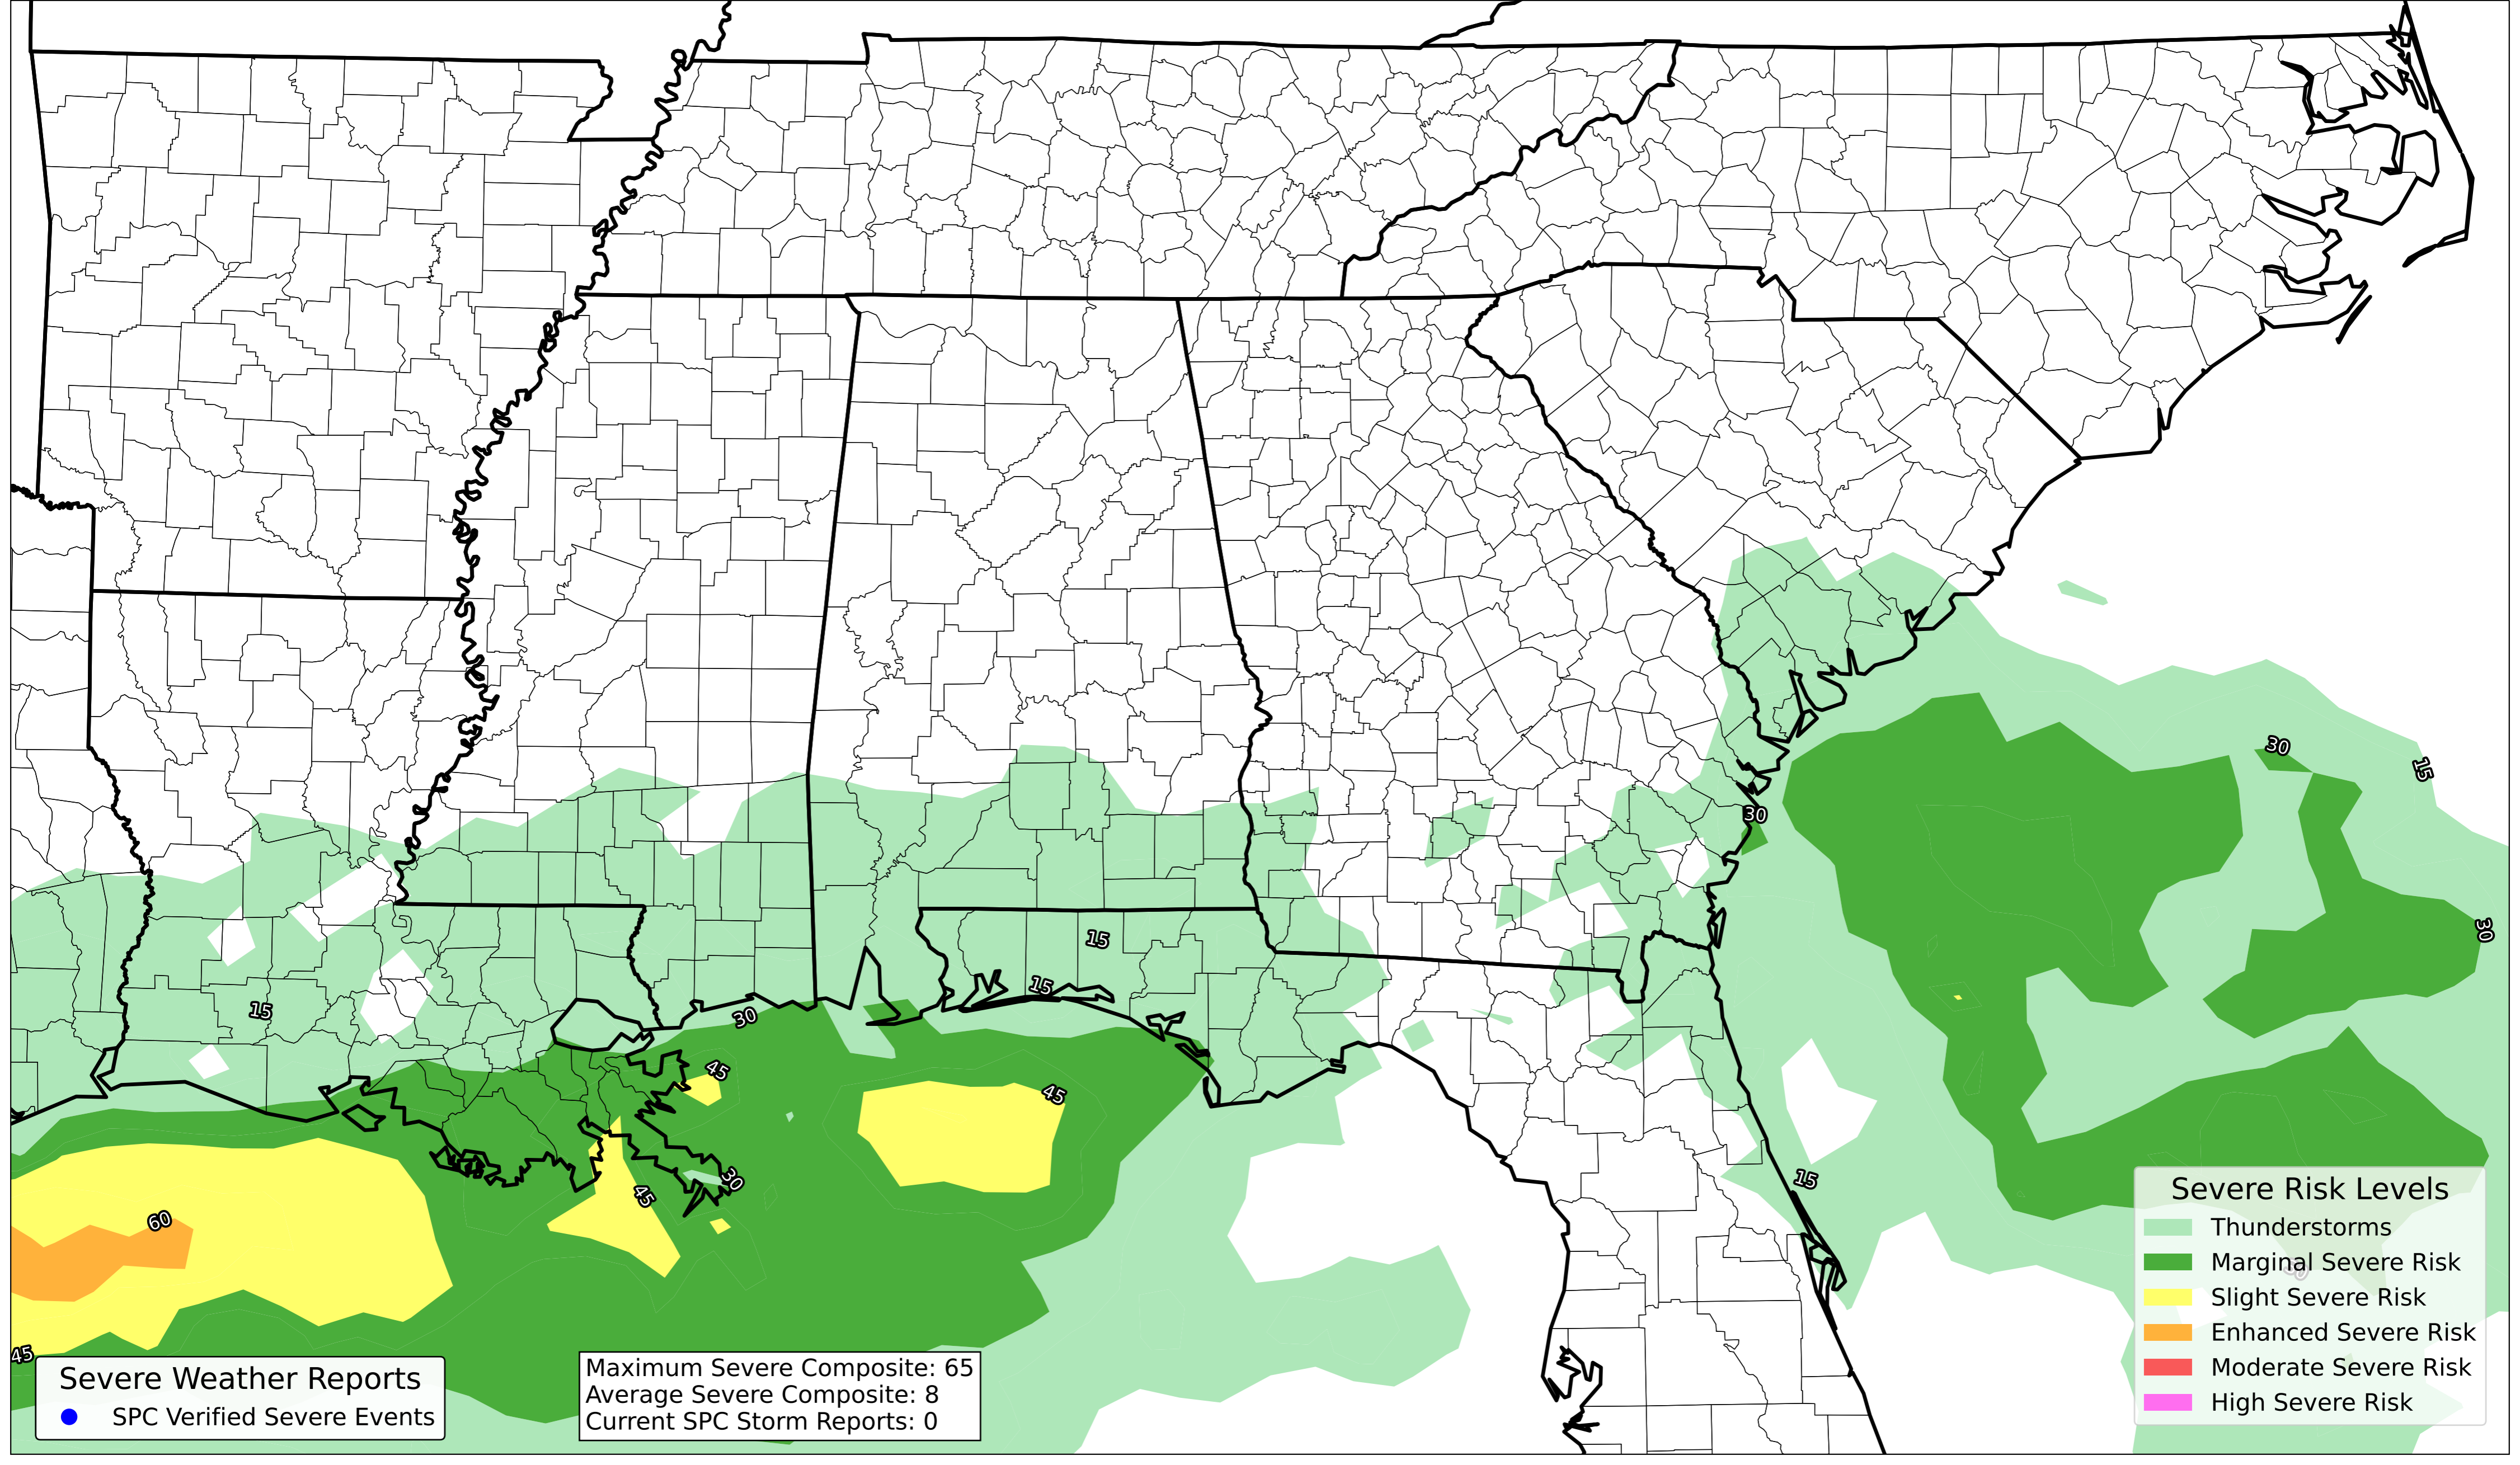 30
15
30
15
30
15
15
30
45
45
30
45
15
60
45
30
Severe Risk Levels
Thunderstorms
Marginal Severe Risk
Slight Severe Risk
Enhanced Severe Risk
Moderate Severe Risk
High Severe Risk
Severe Weather Reports
SPC Verified Severe Events
Maximum Severe Composite: 65
Average Severe Composite: 8
Current SPC Storm Reports: 0